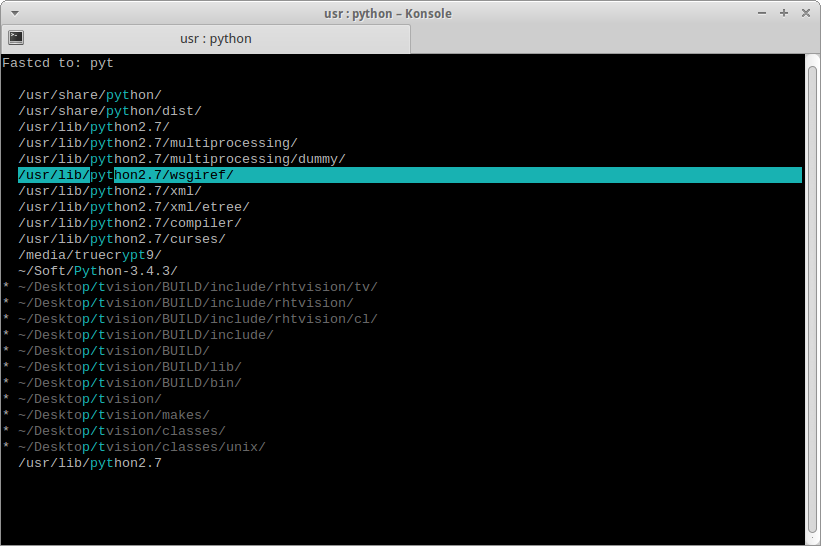 usr : python – Konsole
usr : python
Fastcd to: pyt
/usr/share/python/
/usr/share/python/dist/
/usr/lib/python2.7/
/usr/lib/python2.7/multiprocessing/
/usr/lib/python2.7/multiprocessing/dummy/
/usr/lib/python2.7/wsgiref/
/usr/lib/python2.7/xml/
/usr/lib/python2.7/xml/etree/
/usr/lib/python2.7/compiler/
/usr/lib/python2.7/curses/
/media/truecrypt9/
~/Soft/Python-3.4.3/
* ~/Desktop/tvision/BUILD/include/rhtvision/tv/
* ~/Desktop/tvision/BUILD/include/rhtvision/
* ~/Desktop/tvision/BUILD/include/rhtvision/cl/
* ~/Desktop/tvision/BUILD/include/
* ~/Desktop/tvision/BUILD/
* ~/Desktop/tvision/BUILD/lib/
* ~/Desktop/tvision/BUILD/bin/
* ~/Desktop/tvision/
* ~/Desktop/tvision/makes/
* ~/Desktop/tvision/classes/
* ~/Desktop/tvision/classes/unix/
/usr/lib/python2.7